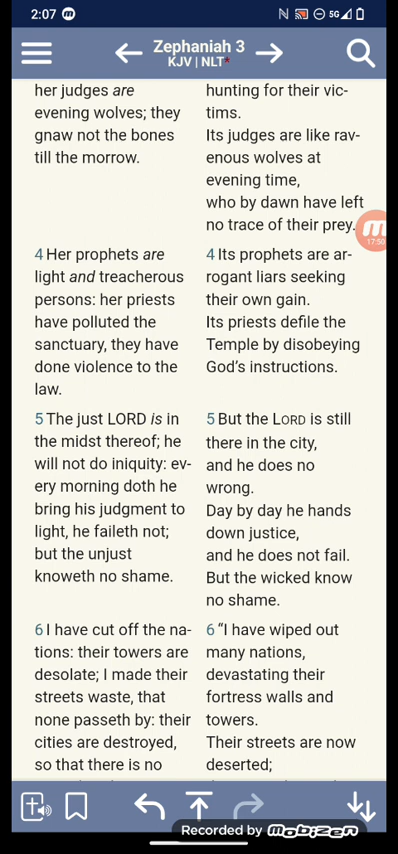 2:07
5G
Zephaniah 3
KJV | NLT*
her judges are
evening wolves; they
gnaw not the bones
till the morrow.
4 Her prophets are
light and treacherous
persons: her priests
have polluted the
sanctuary, they have
done violence to the
law.
5 The just LORD is in
the midst thereof; he
will not do iniquity: ev-
ery morning doth he
bring his judgment to
light, he faileth not;
but the unjust
knoweth no shame.
6 I have cut off the na-
tions: their towers are
desolate; I made their
streets waste, that
none passeth by: their
cities are destroyed,
so that there is no
hunting for their vic-
tims.
Its judges are like rav-
enous wolves at
evening time,
who by dawn have left
no trace of their prey.
4 Its prophets are ar-
rogant liars seeking
their own gain.
Its priests defile the
Temple by disobeying
God's instructions.
5 But the LORD is still
there in the city,
and he does no
wrong.
Day by day he hands
down justice,
and he does not fail.
But the wicked know
no shame.
6 “I have wiped out
many nations,
devastating their
fortress walls and
towers.
Their streets are now
deserted;
17:50
Recorded by mobizen